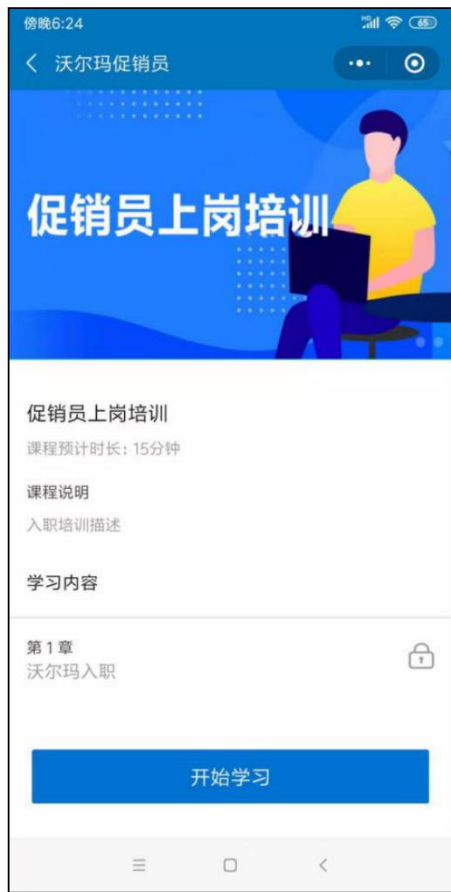 傍晚6:24
HD
65
沃尔玛促销员
促销员上岗培训
促销员上岗培训
课程预计时长：15分钟
课程说明
入职培训描述
学习内容
第 1 章
沃尔玛入职
开始学习